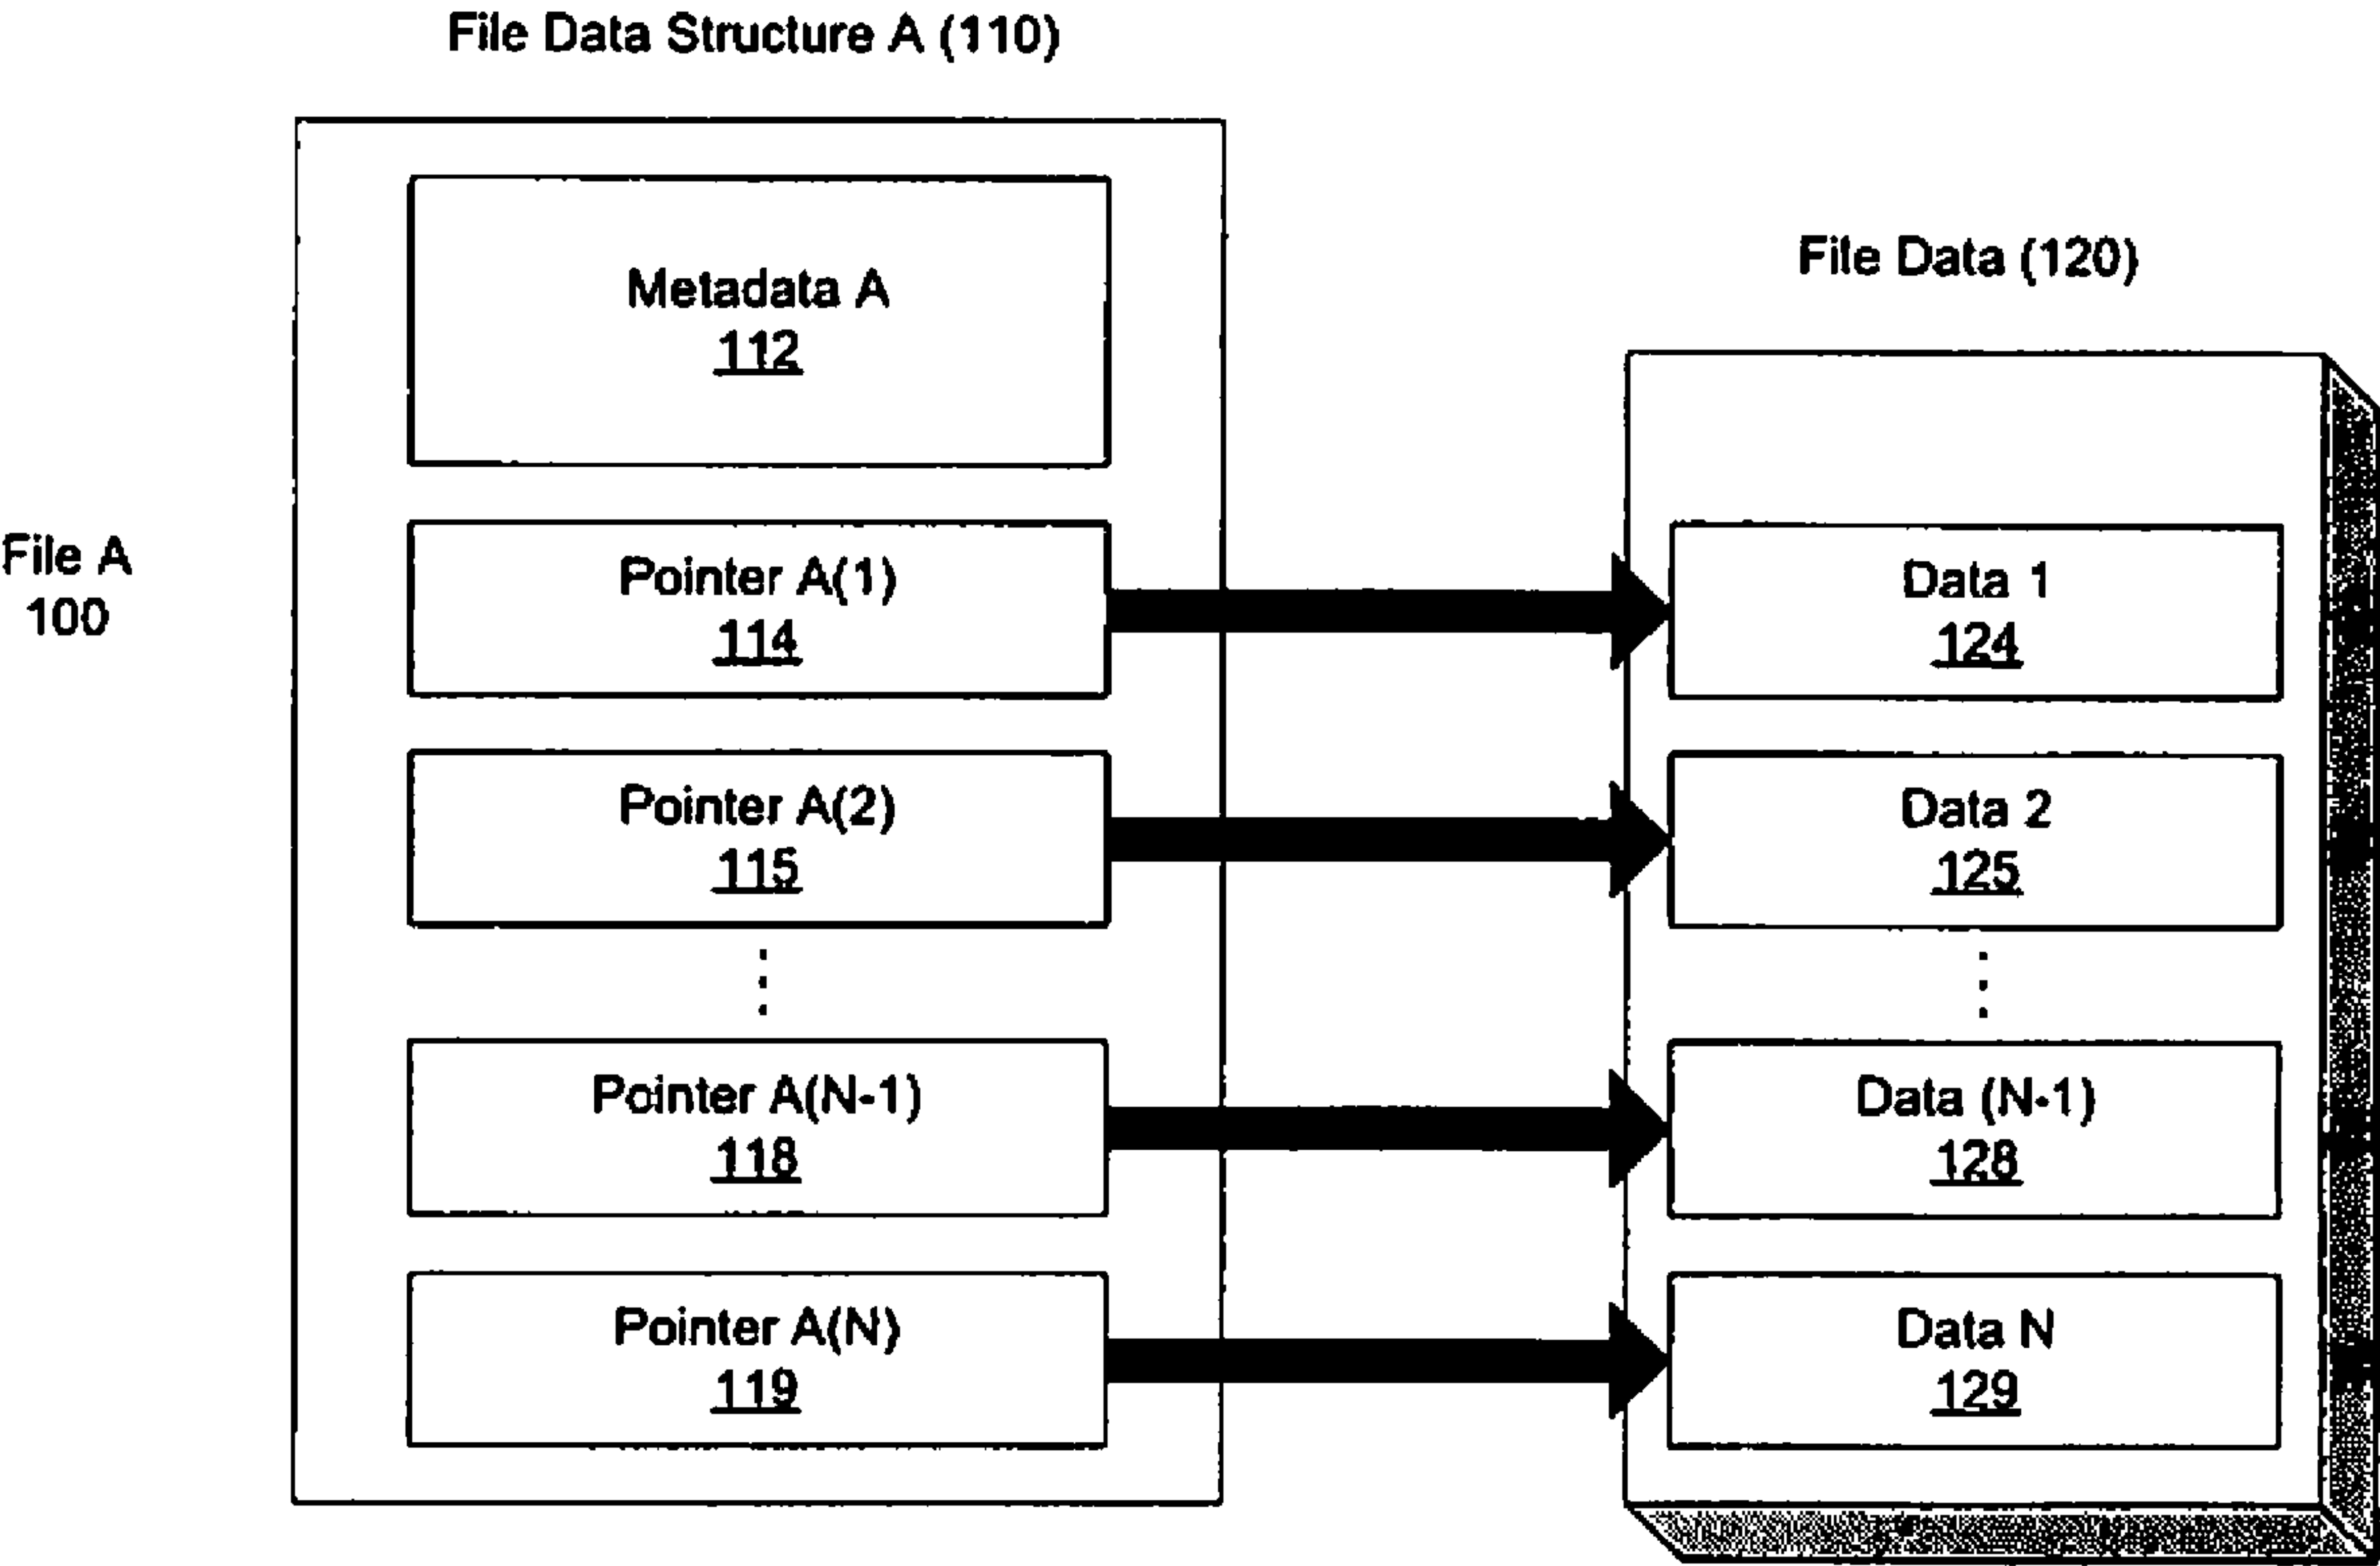 File Data Structure A (110)
File Data (120)
File A
100
Metadata A
112
Pointer A(1)
114
Data 1
124
Pointer A(2)
115
Data 2
125
Pointer A(N-1)
118
Data (N-1)
128
Pointer A(N)
119
Data N
129